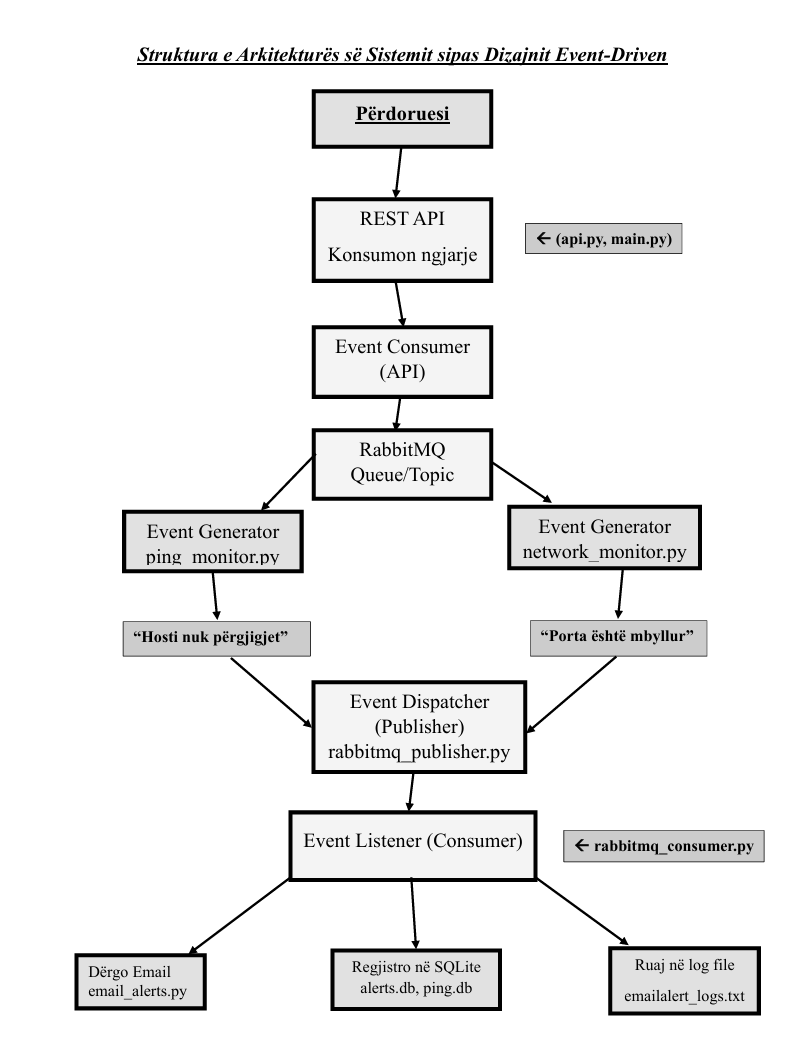 Struktura e Arkitekturës së Sistemit sipas Dizajnit Event-Driven
Përdoruesi
REST API
Konsumon ngjarje
← (api.py, main.py)
Event Consumer
(API)
RabbitMQ
Queue/Topic
Event Generator
ping_monitor.py
Event Generator
network_monitor.py
“Hosti nuk përgjigjet”
“Porta është mbyllur”
Event Dispatcher
(Publisher)
rabbitmq_publisher.py
Event Listener (Consumer)
← rabbitmq_consumer.py
Dërgo Email
email_alerts.py
Regjistro në SQLite
alerts.db, ping.db
Ruaj në log file
emailalert_logs.txt